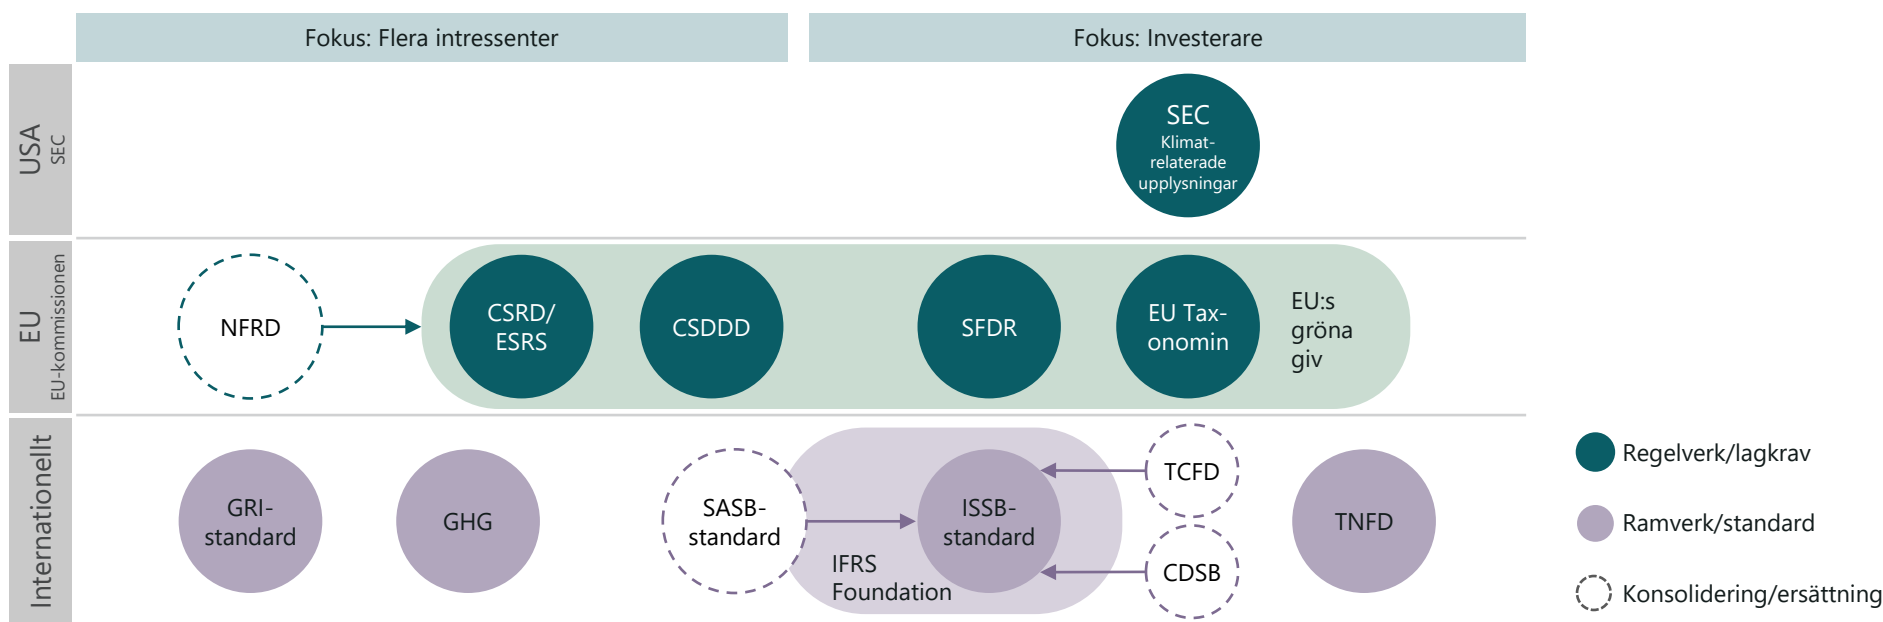 Fokus: Flera intressenter
Fokus: Investerare
USA
SEC
SEC
Klimat-
relaterade
upplysningar
EU
EU-kommissionen
NFRD
CSRD/
ESRS
CSDDD
SFDR
EU Tax-
onomin
EU:s
gröna
giv
Internationellt
GRI-
standard
GHG
SASB-
standard
IFRS
Foundation
ISSB-
standard
TCFD
CDSB
TNFD
Regelverk/lagkrav
Ramverk/standard
Konsolidering/ersättning